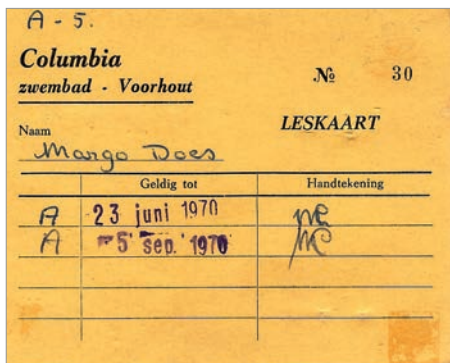 A - 5.
Columbia
zwembad - Voorhout
№ 30
LESKAART
Naam
Margo Does
Geldig tot Handtekening
A 23 juni 1970
A 5 sep. 1970